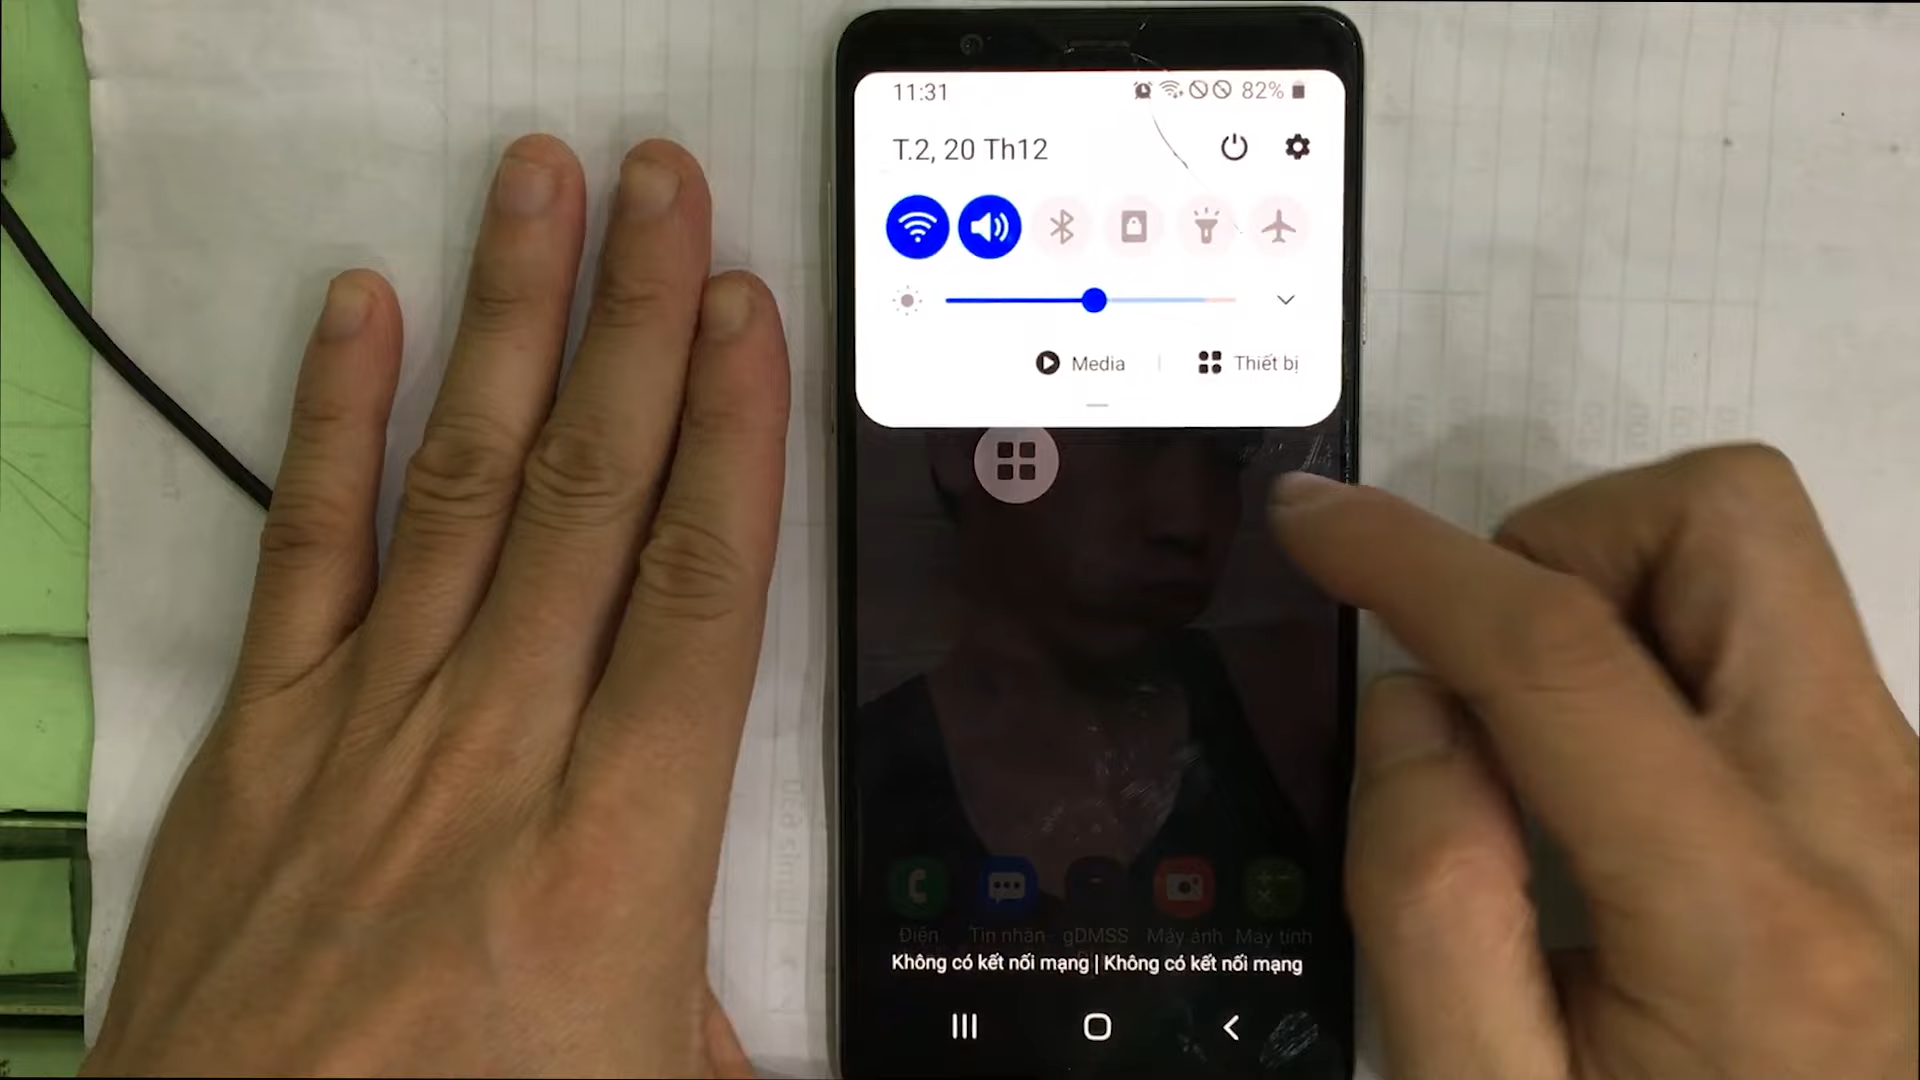 11:31
82%
T.2, 20 Th12
Media
Thiết bị
Điện Tin nhắn gDMSS Máy ảnh Máy tính
Không có kết nối mạng | Không có kết nối mạng